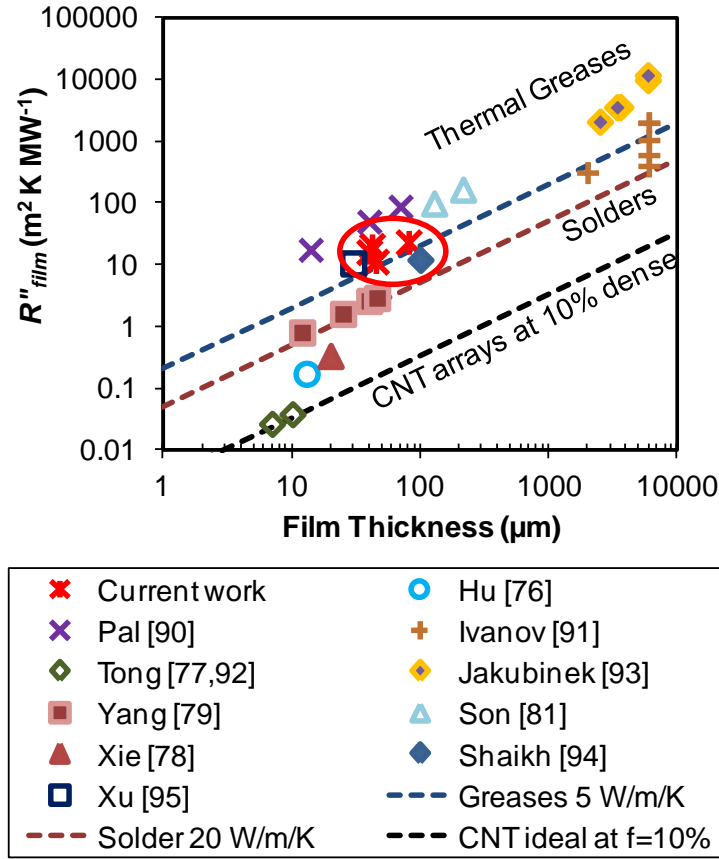 100000
10000
1000
100
10
1
0.1
0.01
R"film (m² K MW-1)
Thermal Greases
Solders
CNT arrays at 10% dense
1 10 100 1000 10000
Film Thickness (µm)
Current work Hu [76]
Pal [90] Ivanov [91]
Tong [77,92] Jakubinek [93]
Yang [79] Son [81]
Xie [78] Shaikh [94]
Xu [95] Greases 5 W/m/K
Solder 20 W/m/K CNT ideal at f=10%